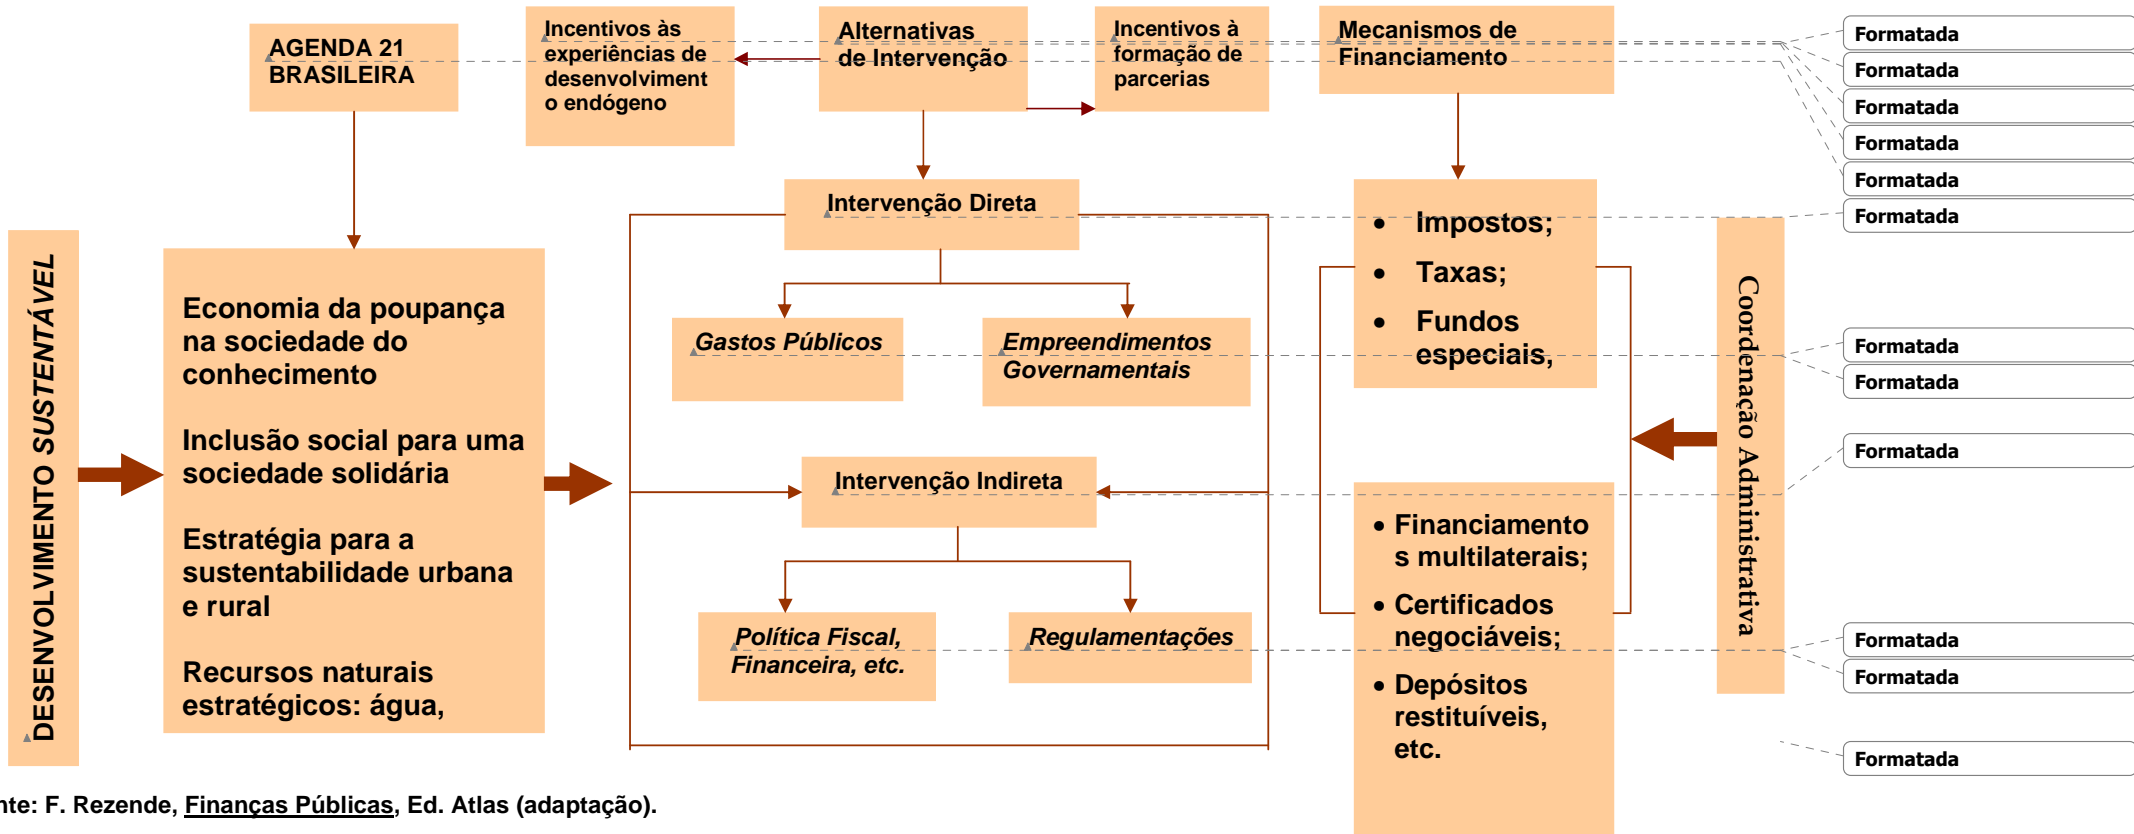 AGENDA 21
BRASILEIRA
Incentivos às
experiências de
desenvolviment
o endógeno
Alternativas
de Intervenção
Incentivos à
formação de
parcerias
Mecanismos de
Financiamento
Formatada
Formatada
Formatada
Formatada
Formatada
Formatada
DESENVOLVIMENTO SUSTENTÁVEL
Economia da poupança
na sociedade do
conhecimento
Inclusão social para uma
sociedade solidária
Estratégia para a
sustentabilidade urbana
e rural
Recursos naturais
estratégicos: água,
Intervenção Direta
Gastos Públicos
Empreendimentos
Governamentais
Intervenção Indireta
Política Fiscal,
Financeira, etc.
Regulamentações
• Impostos;
• Taxas;
• Fundos
especiais,
• Financiamento
s multilaterais;
• Certificados
negociáveis;
• Depósitos
restituíveis,
etc.
Coordenação Administrativa
Formatada
Formatada
Formatada
Formatada
Formatada
Formatada
nte: F. Rezende, Finanças Públicas, Ed. Atlas (adaptação).